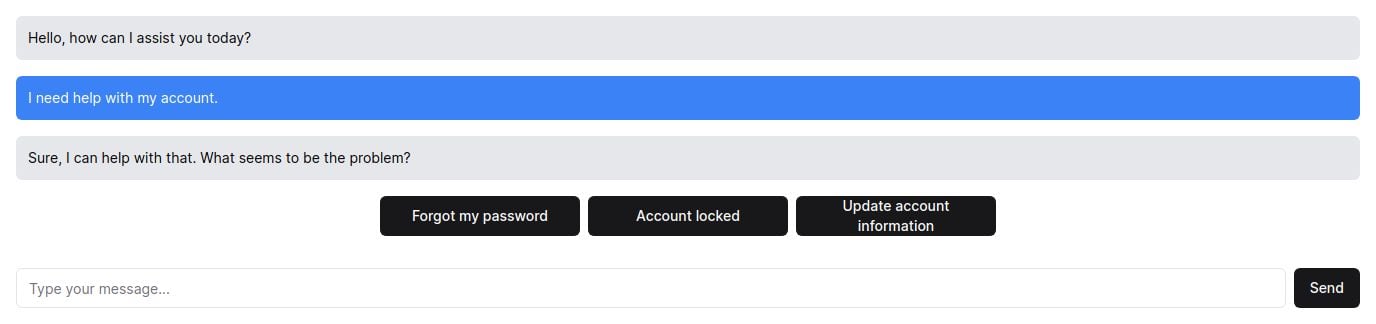 Hello, how can I assist you today?
I need help with my account.
Sure, I can help with that. What seems to be the problem?
Forgot my password
Account locked
Update account
information
Type your message...
Send